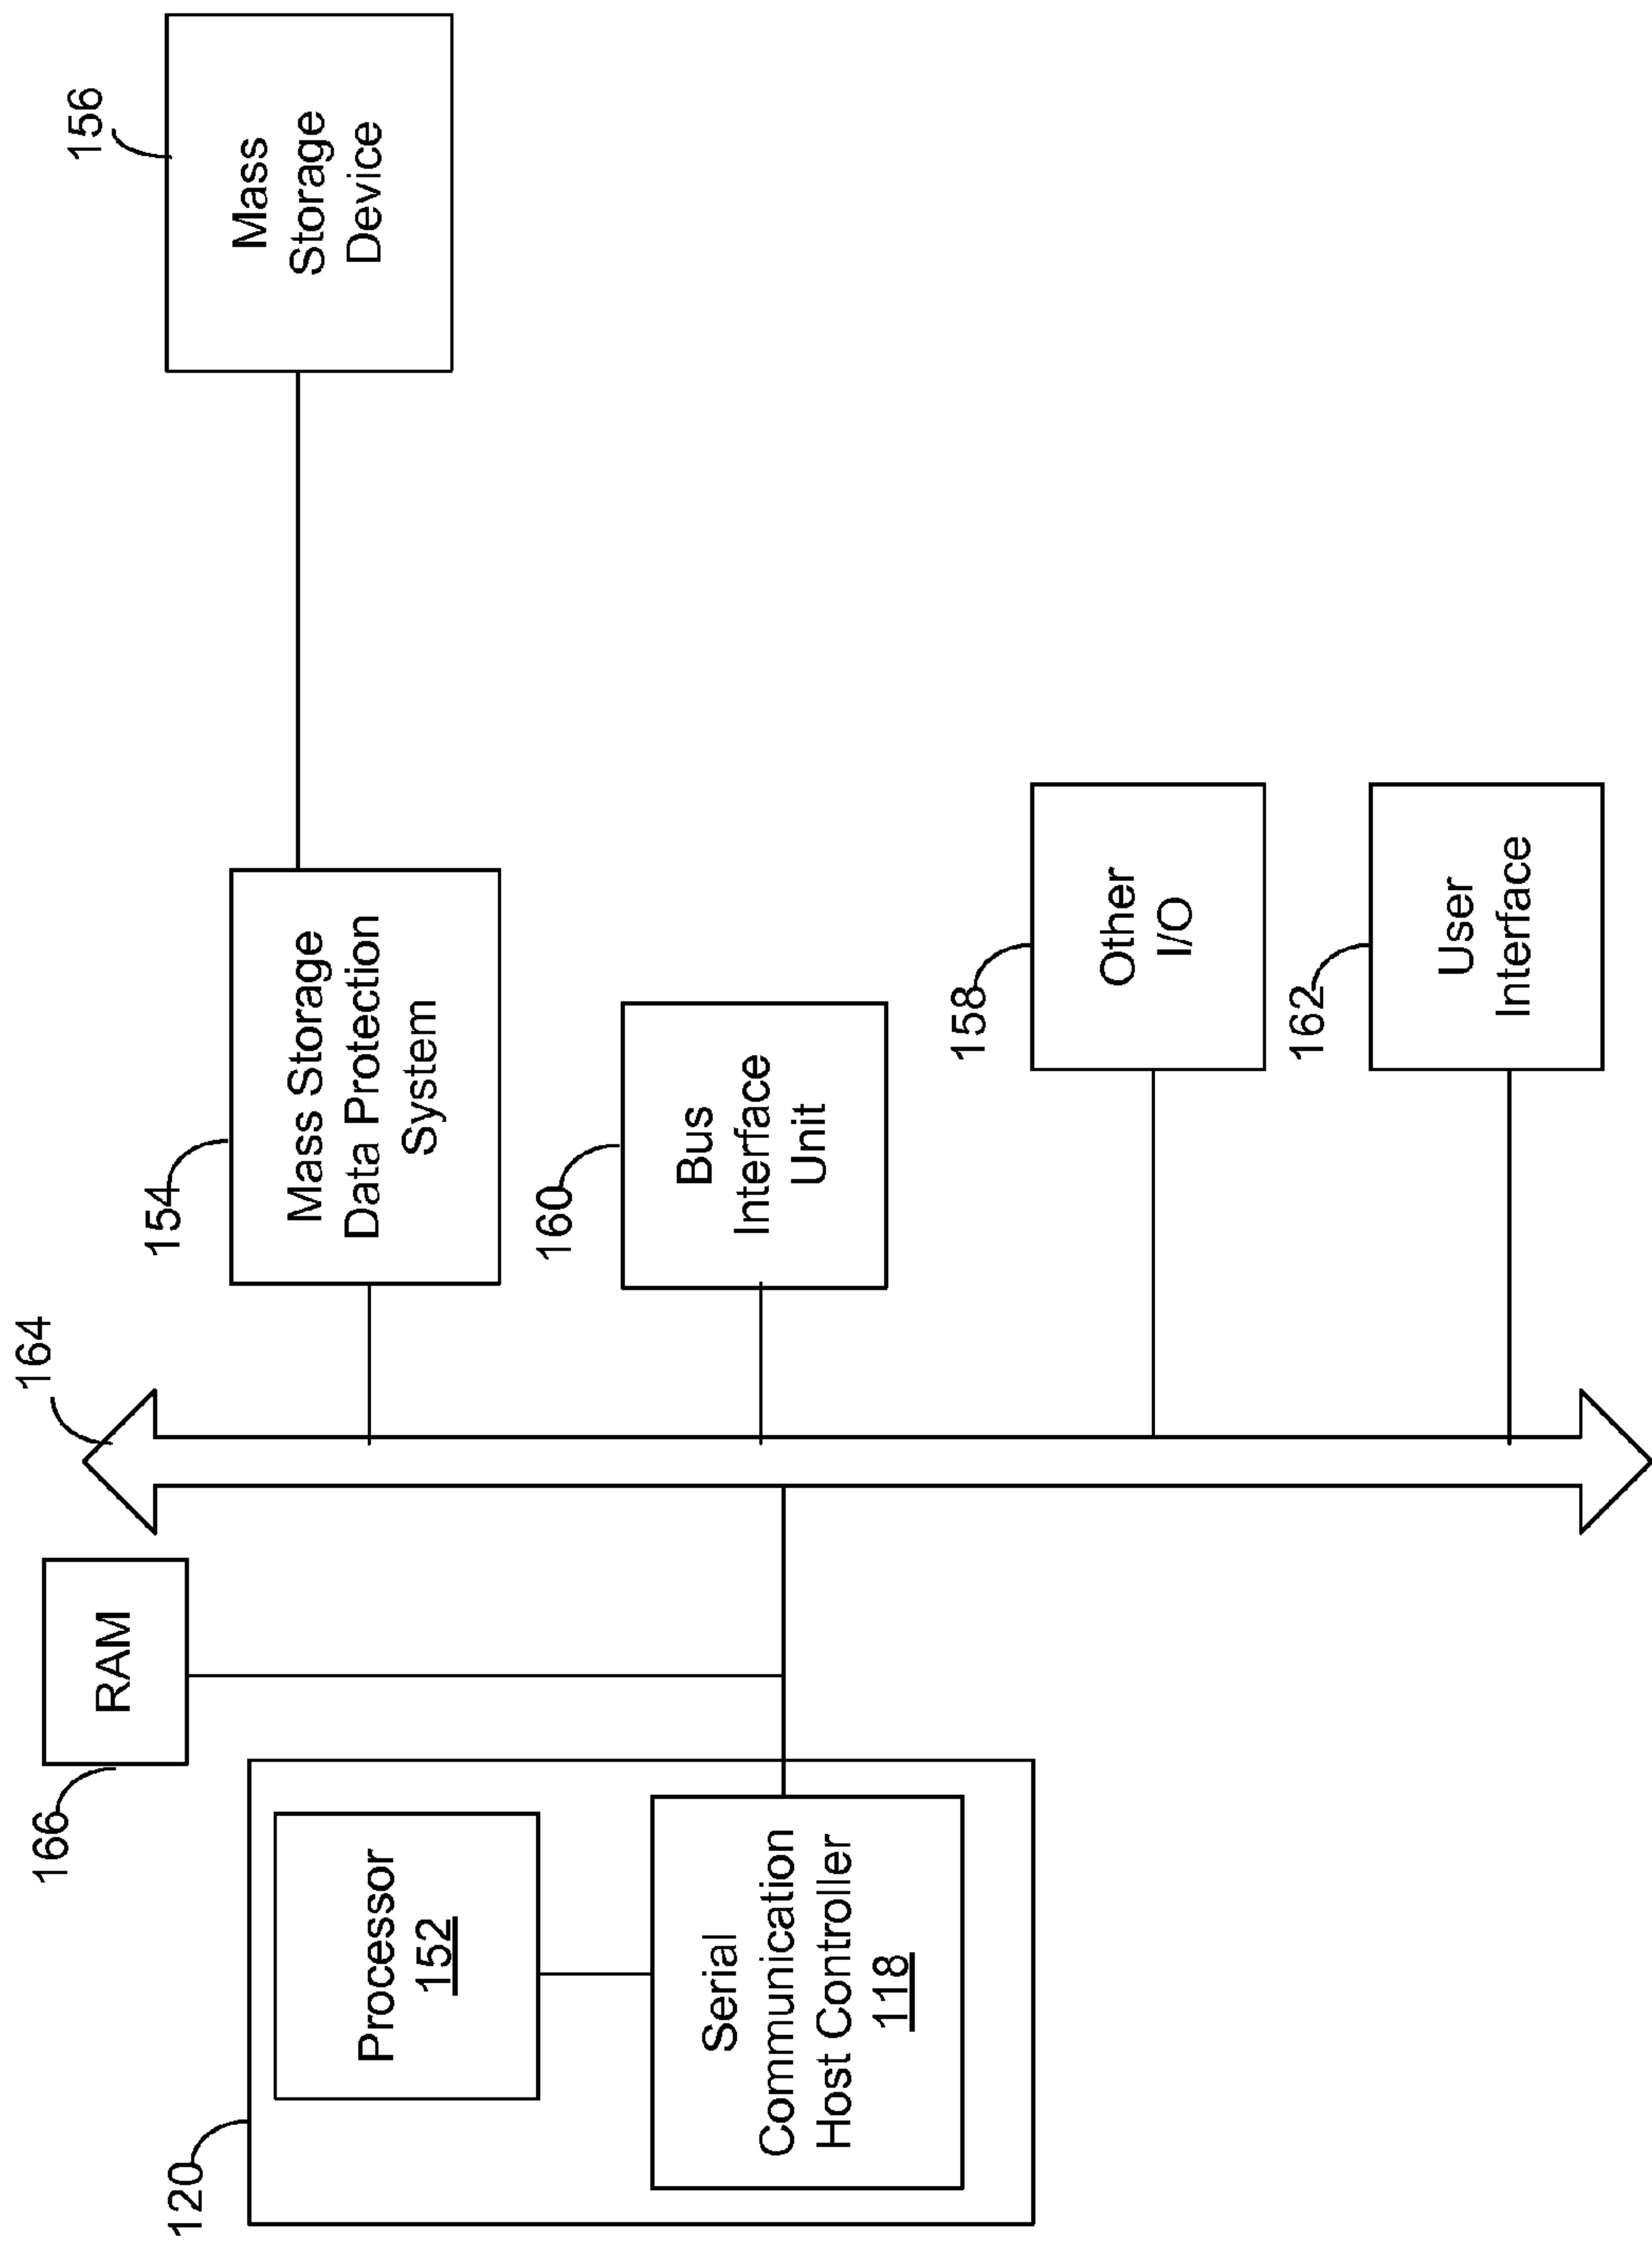 120
Processor
152
Serial
Communication
Host Controller
118
166
RAM
164
154
Mass Storage
Data Protection
System
156
Mass
Storage
Device
160
Bus
Interface
Unit
158
Other
I/O
162
User
Interface